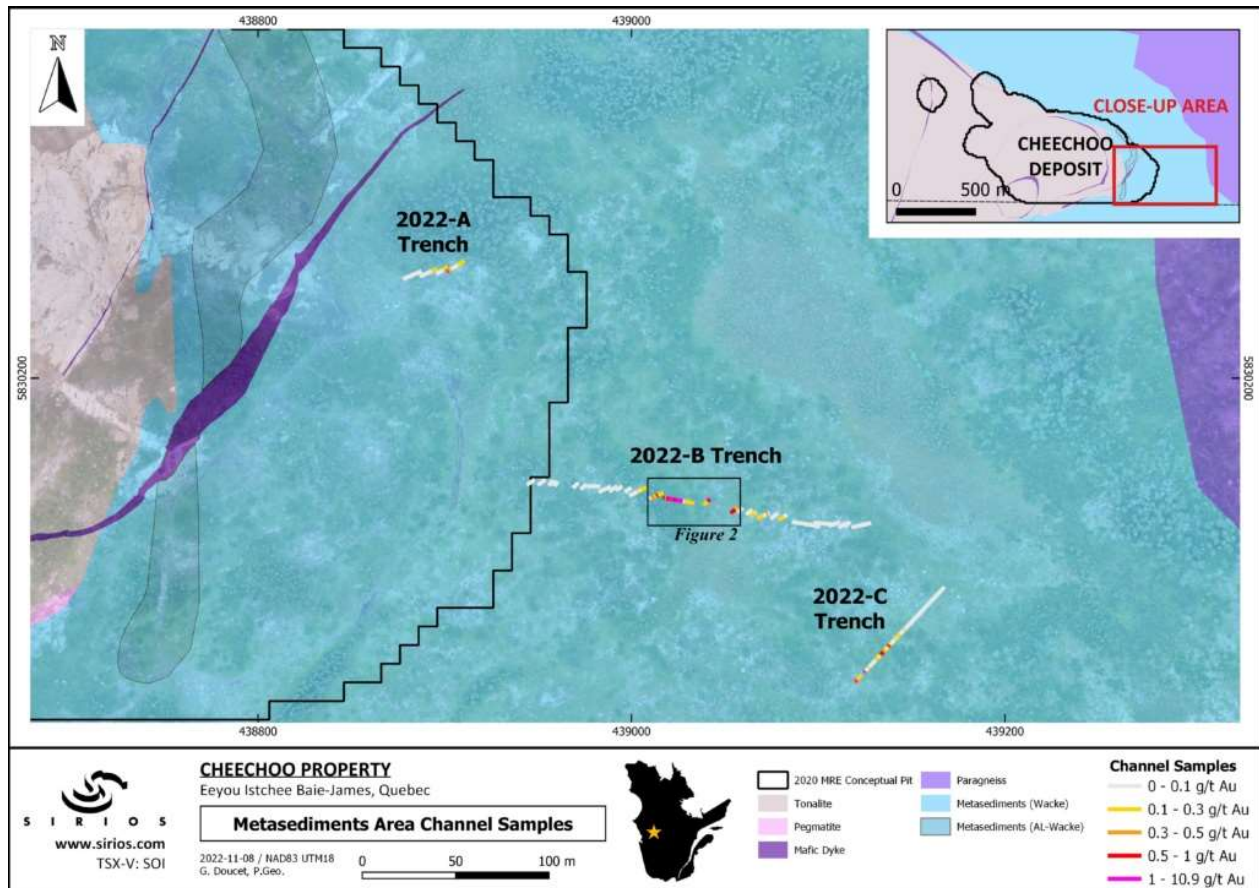 438800
439000
N
CLOSE-UP AREA
CHEECHOO
DEPOSIT
0
500 m
2022-A
Trench
5830200
5830200
2022-B Trench
Figure 2
2022-C
Trench
438800
439000
439200
SIRIOS
www.sirios.com
TSX-V: SOI
CHEECHOO PROPERTY
Eeyou Istchee Baie-James, Quebec
Metasediments Area Channel Samples
2022-11-08 / NAD83 UTM18
G. Doucet, P.Geo.
0 50 100 m
2020 MRE Conceptual Pit
Tonalite
Pegmatite
Mafic Dyke
Paragneiss
Metasediments (Wacke)
Metasediments (AL-Wacke)
Channel Samples
0 - 0.1 g/t Au
0.1 - 0.3 g/t Au
0.3 - 0.5 g/t Au
0.5 - 1 g/t Au
1 - 10.9 g/t Au